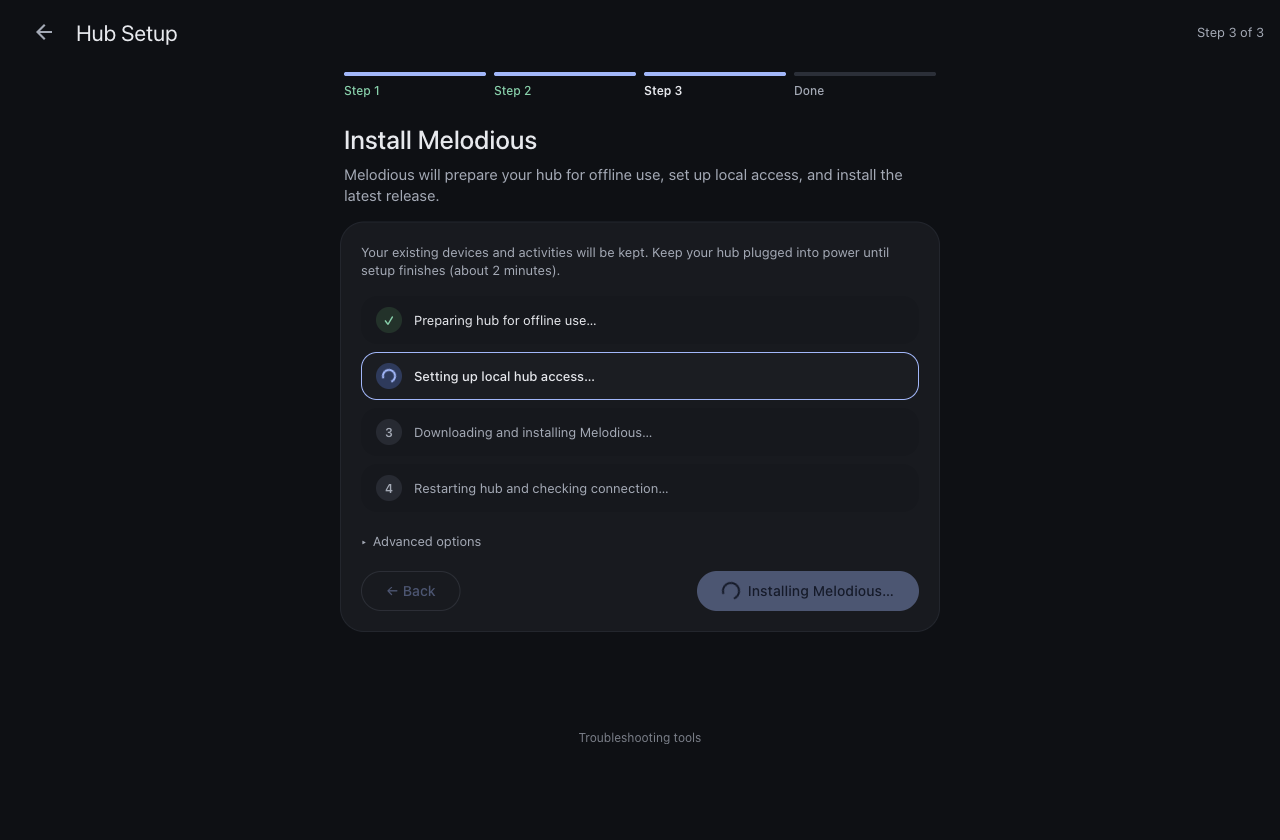 Hub Setup
Step 3 of 3
Step 1
Step 2
Step 3
Done
Install Melodious
Melodious will prepare your hub for offline use, set up local access, and install the
latest release.
Your existing devices and activities will be kept. Keep your hub plugged into power until
setup finishes (about 2 minutes).
Preparing hub for offline use...
Setting up local hub access...
3 Downloading and installing Melodious...
4 Restarting hub and checking connection...
▸ Advanced options
← Back
Installing Melodious...
Troubleshooting tools